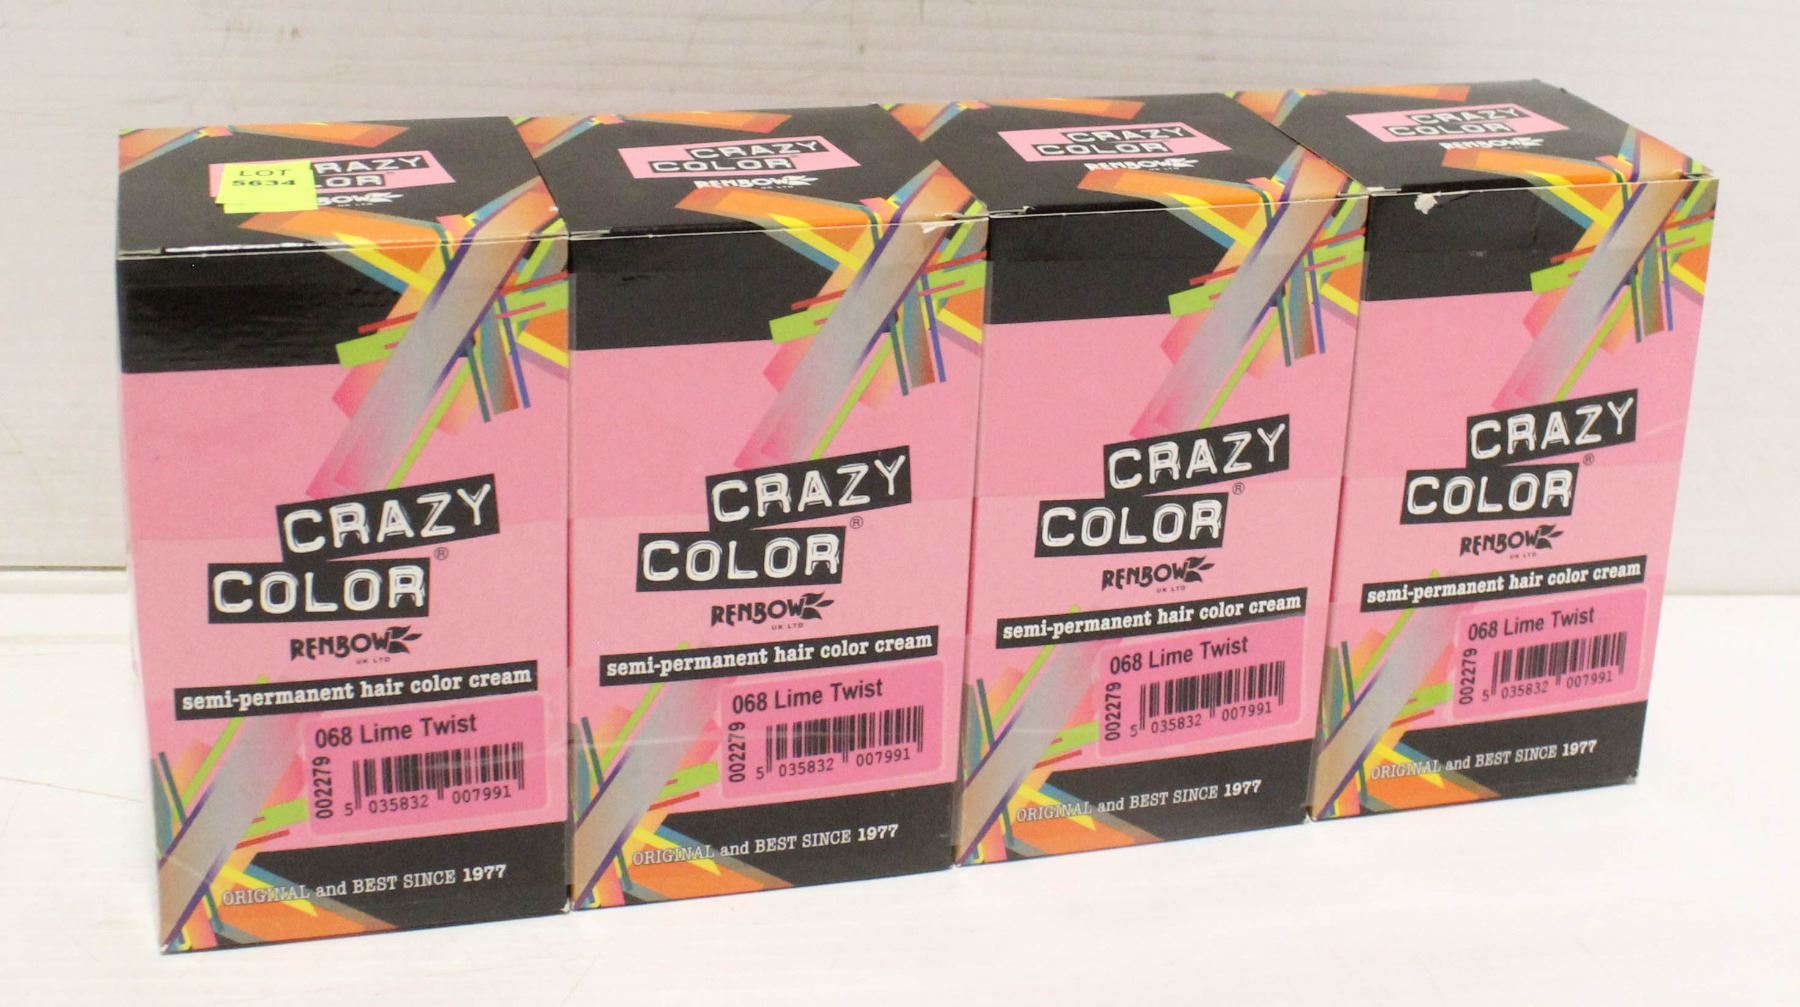 LOT
5634
RAZY
LOR
BOW
CRAZY
COLOR
RENBOW
UK LTD
CRAZY
COLOR
RENBOW
CRAZY
COLOR
RENBOW
CRAZY
COLOR®
RENBOW
UK LTD
semi-permanent hair color cream
068 Lime Twist
002279
5 035832 007991
ORIGINAL and BEST SINCE 1977
CRAZY
COLOR®
RENBOW
UK LTD
semi-permanent hair color cream
068 Lime Twist
002279
5 035832 007991
ORIGINAL and BEST SINCE 1977
CRAZY
COLOR®
RENBOW
UK LTD
semi-permanent hair color cream
068 Lime Twist
002279
5 035832 007991
ORIGINAL and BEST SINCE 1977
CRAZY
COLOR®
RENBOW
UK LTD
semi-permanent hair color cream
068 Lime Twist
002279
5 035832 007991
ORIGINAL and BEST SINCE 1977